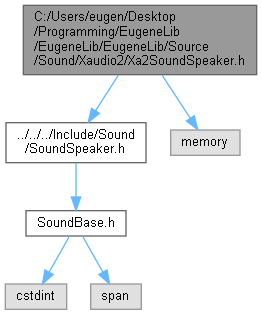 C:/Users/eugen/Desktop
/Programming/EugeneLib
/EugeneLib/EugeneLib/Source
/Sound/Xaudio2/Xa2SoundSpeaker.h
../../../Include/Sound
/SoundSpeaker.h
memory
SoundBase.h
cstdint
span